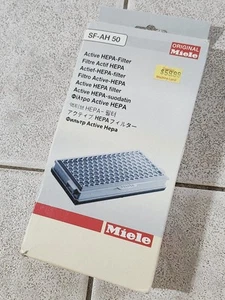 SF-AH 50
ORIGINAL
Miele
Active HEPA-Filter
Filtre Actif HEPA
Actief-HEPA-filter
Filtro Active-HEPA
Active HEPA filter
Active HEPA-suodatin
Φίλτρο Active HEPA
액티브 HEPA- 필터
アクティブ HEPAフィルター
Фильтр Active Hepa
Miele